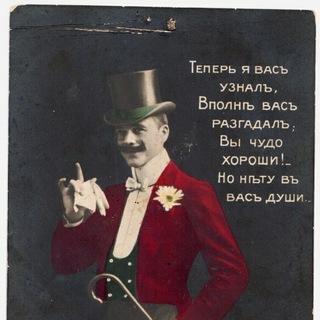 Теперь я васъ
узналъ,
Вполнѣ васъ
разгадалъ;
Вы чудо
хороши!_
Но нѣту въ
васъ души..